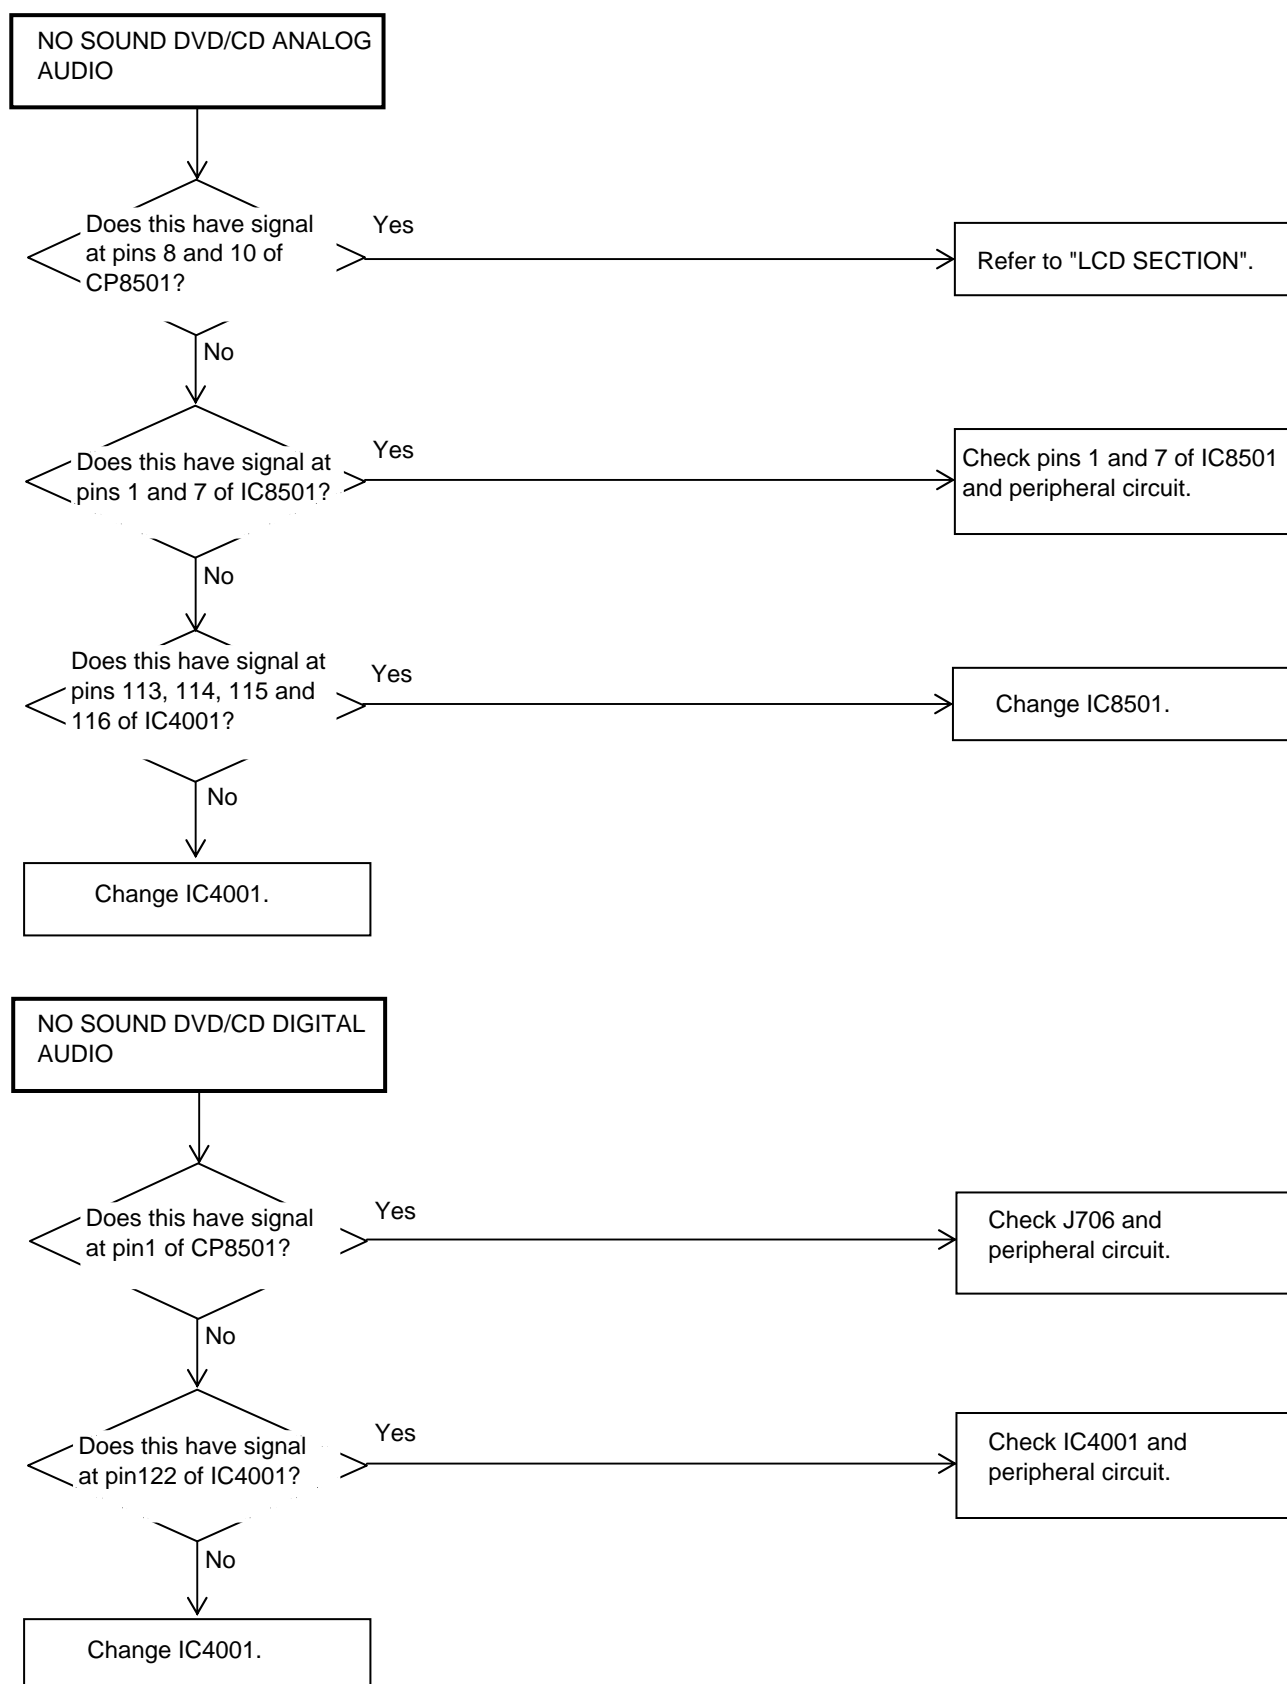 NO SOUND DVD/CD ANALOG
AUDIO
Does this have signal
at pins 8 and 10 of
CP8501?
Yes
Refer to "LCD SECTION".
No
Does this have signal at
pins 1 and 7 of IC8501?
Yes
Check pins 1 and 7 of IC8501
and peripheral circuit.
No
Does this have signal at
pins 113, 114, 115 and
116 of IC4001?
Yes
Change IC8501.
No
Change IC4001.
NO SOUND DVD/CD DIGITAL
AUDIO
Does this have signal
at pin1 of CP8501?
Yes
Check J706 and
peripheral circuit.
No
Does this have signal
at pin122 of IC4001?
Yes
Check IC4001 and
peripheral circuit.
No
Change IC4001.